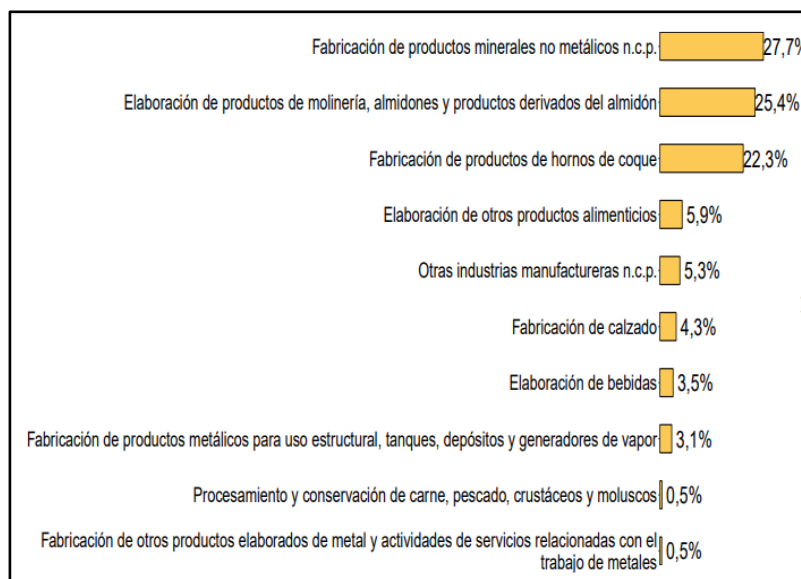 Fabricación de productos minerales no metálicos n.c.p. 27,7%
Elaboración de productos de molinería, almidones y productos derivados del almidón 25,4%
Fabricación de productos de hornos de coque 22,3%
Elaboración de otros productos alimenticios 5,9%
Otras industrias manufactureras n.c.p. 5,3%
Fabricación de calzado 4,3%
Elaboración de bebidas 3,5%
Fabricación de productos metálicos para uso estructural, tanques, depósitos y generadores de vapor 3,1%
Procesamiento y conservación de carne, pescado, crustáceos y moluscos 0,5%
Fabricación de otros productos elaborados de metal y actividades de servicios relacionadas con el
trabajo de metales 0,5%